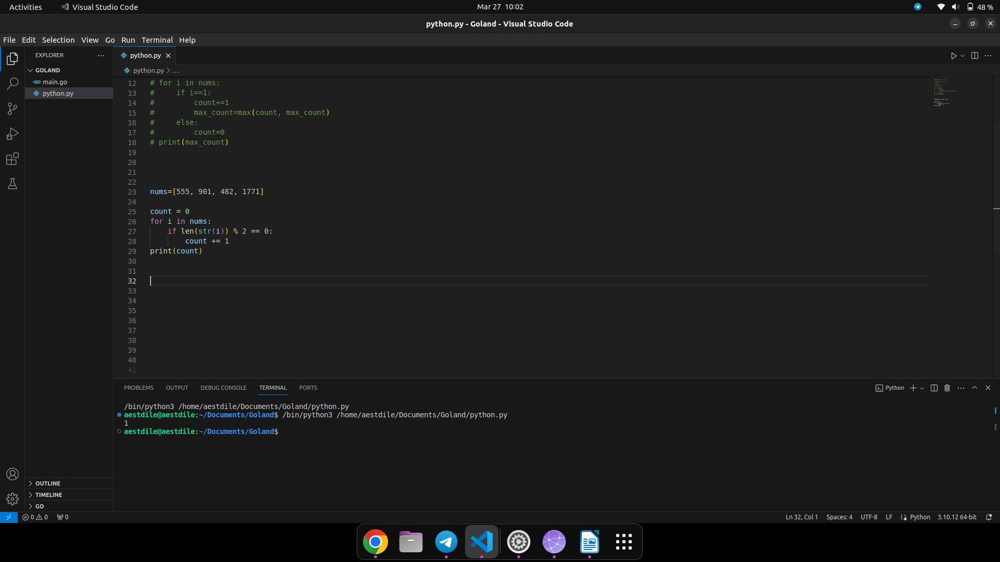 Activities Visual Studio Code Mar 27 10:02 48 %
python.py - Goland - Visual Studio Code
File Edit Selection View Go Run Terminal Help
EXPLORER
GOLAND
main.go
python.py
OUTLINE
TIMELINE
GO
python.py
python.py > ...
12 # for i in nums:
13 #     if i==1:
14 #         count+=1
15 #         max_count=max(count, max_count)
16 #     else:
17 #         count=0
18 # print(max_count)
19
20
21
22
23 nums=[555, 901, 482, 1771]
24
25 count = 0
26 for i in nums:
27     if len(str(i)) % 2 == 0:
28         count += 1
29 print(count)
30
31
32
33
34
35
36
37
38
39
40
41
PROBLEMS OUTPUT DEBUG CONSOLE TERMINAL PORTS Python
/bin/python3 /home/aestdile/Documents/Goland/python.py
aestdile@aestdile:~/Documents/Goland$ /bin/python3 /home/aestdile/Documents/Goland/python.py
1
aestdile@aestdile:~/Documents/Goland$
0 0 0 Ln 32, Col 1 Spaces: 4 UTF-8 LF Python 3.10.12 64-bit